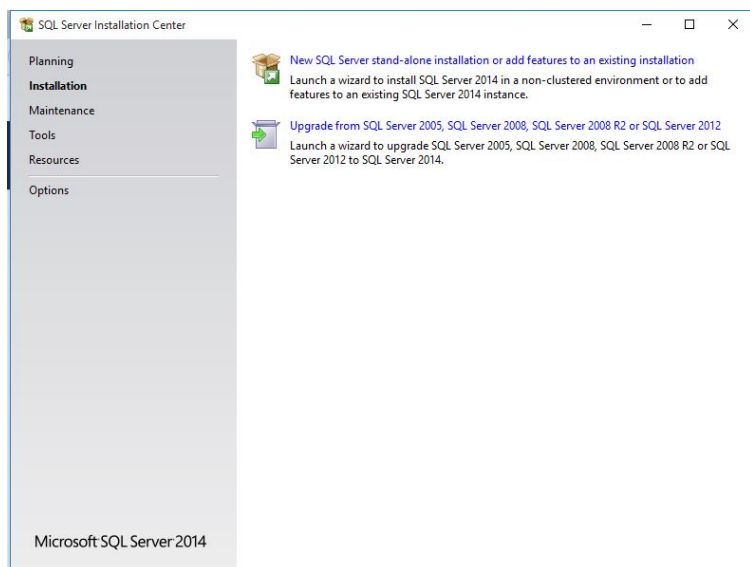 SQL Server Installation Center
Planning
Installation
Maintenance
Tools
Resources
Options
New SQL Server stand-alone installation or add features to an existing installation
Launch a wizard to install SQL Server 2014 in a non-clustered environment or to add
features to an existing SQL Server 2014 instance.
Upgrade from SQL Server 2005, SQL Server 2008, SQL Server 2008 R2 or SQL Server 2012
Launch a wizard to upgrade SQL Server 2005, SQL Server 2008, SQL Server 2008 R2 or SQL
Server 2012 to SQL Server 2014.
Microsoft SQL Server 2014